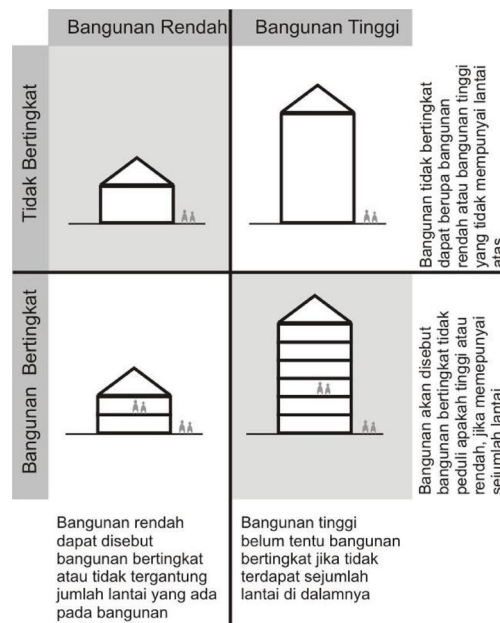 Bangunan Rendah
Bangunan Tinggi
Tidak Bertingkat
Bangunan tidak bertingkat
dapat berupa bangunan
rendah atau bangunan tinggi
yang tidak mempunyai lantai
atas
Bangunan Bertingkat
Bangunan akan disebut
bangunan bertingkat tidak
peduli apakah tinggi atau
rendah, jika memepunyai
sejumlah lantai
Bangunan rendah
dapat disebut
bangunan bertingkat
atau tidak tergantung
jumlah lantai yang ada
pada bangunan
Bangunan tinggi
belum tentu bangunan
bertingkat jika tidak
terdapat sejumlah
lantai di dalamnya